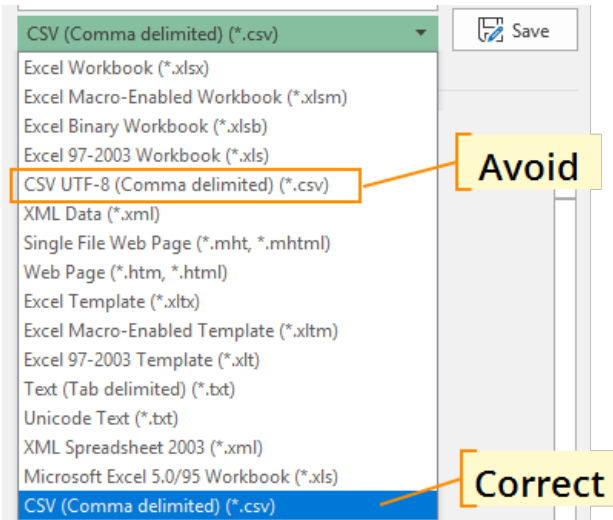 CSV (Comma delimited) (*.csv)
Save
Excel Workbook (*.xlsx)
Excel Macro-Enabled Workbook (*.xlsm)
Excel Binary Workbook (*.xlsb)
Excel 97-2003 Workbook (*.xls)
CSV UTF-8 (Comma delimited) (*.csv)
Avoid
XML Data (*.xml)
Single File Web Page (*.mht, *.mhtml)
Web Page (*.htm, *.html)
Excel Template (*.xltx)
Excel Macro-Enabled Template (*.xltm)
Excel 97-2003 Template (*.xlt)
Text (Tab delimited) (*.txt)
Unicode Text (*.txt)
XML Spreadsheet 2003 (*.xml)
Microsoft Excel 5.0/95 Workbook (*.xls)
CSV (Comma delimited) (*.csv)
Correct